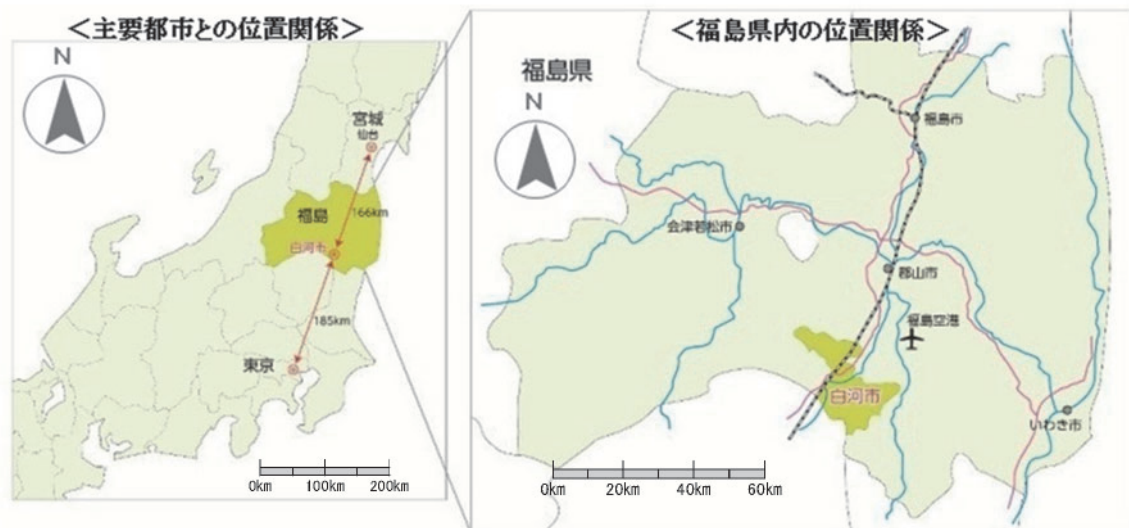 ＜主要都市との位置関係＞
N
宮城
仙台
166km
福島
白河市
185km
東京
0km 100km 200km
＜福島県内の位置関係＞
福島県
N
福島市
会津若松市
郡山市
福島空港
白河市
いわき市
0km 20km 40km 60km